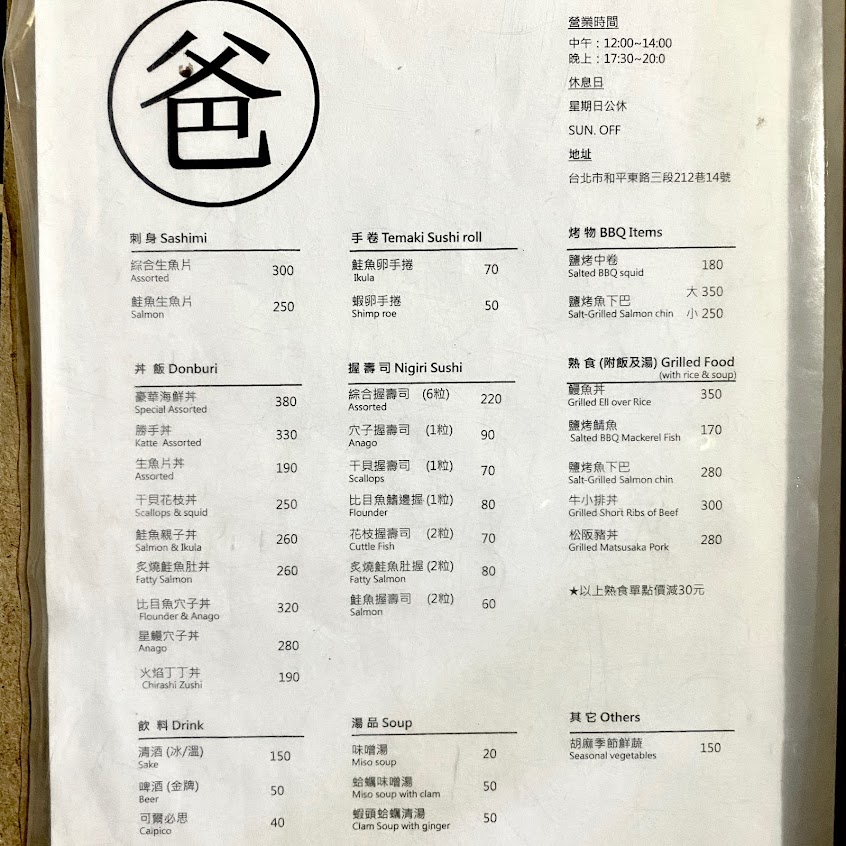 爸
營業時間
中午：12:00~14:00
晚上：17:30~20:0
休息日
星期日公休
SUN. OFF
地址
台北市和平東路三段212巷14號
刺身 Sashimi
綜合生魚片 300
Assorted
鮭魚生魚片 250
Salmon
手卷 Temaki Sushi roll
鮭魚卵手捲 70
Ikula
蝦卵手捲 50
Shimp roe
烤物 BBQ Items
鹽烤中卷 180
Salted BBQ squid
大 350
鹽烤魚下巴
Salt-Grilled Salmon chin 小 250
丼飯 Donburi
豪華海鮮丼 380
Special Assorted
勝手丼 330
Katte Assorted
生魚片丼 190
Assorted
干貝花枝丼 250
Scallops & squid
鮭魚親子丼 260
Salmon & Ikula
炙燒鮭魚肚丼 260
Fatty Salmon
比目魚穴子丼 320
Flounder & Anago
星鰻穴子丼 280
Anago
火焰丁丁丼 190
Chirashi Zushi
握壽司 Nigiri Sushi
綜合握壽司 (6粒) 220
Assorted
穴子握壽司 (1粒) 90
Anago
干貝握壽司 (1粒) 70
Scallops
比目魚鰭邊握 (1粒) 80
Flounder
花枝握壽司 (2粒) 70
Cuttle Fish
炙燒鮭魚肚握 (2粒) 80
Fatty Salmon
鮭魚握壽司 (2粒) 60
Salmon
熟食 (附飯及湯) Grilled Food
(with rice & soup)
鰻魚丼 350
Grilled Ell over Rice
鹽烤鯖魚 170
Salted BBQ Mackerel Fish
鹽烤魚下巴 280
Salt-Grilled Salmon chin
牛小排丼 300
Grilled Short Ribs of Beef
松阪豬丼 280
Grilled Matsusaka Pork
★以上熟食單點價減30元
飲料 Drink
清酒 (冰/溫) 150
Sake
啤酒 (金牌) 50
Beer
可爾必思 40
Calpico
湯品 Soup
味噌湯 20
Miso soup
蛤蠣味噌湯 50
Miso soup with clam
蝦頭蛤蠣清湯 50
Clam Soup with ginger
其它 Others
胡麻季節鮮蔬 150
Seasonal vegetables